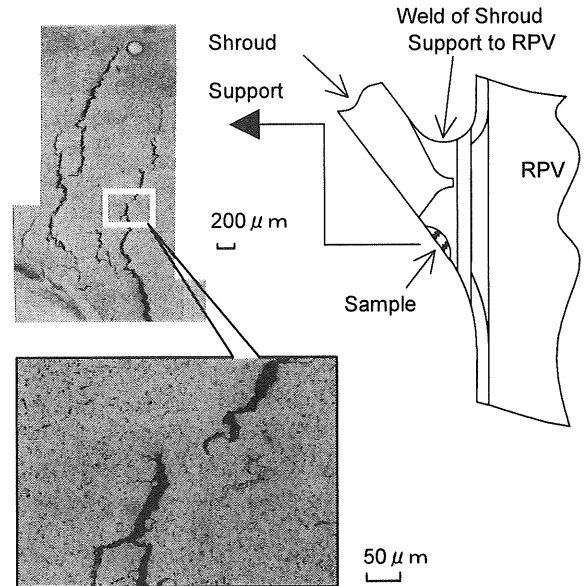 Weld of Shroud
Support to RPV
Shroud
Support
RPV
200 μm
Sample
50 μm